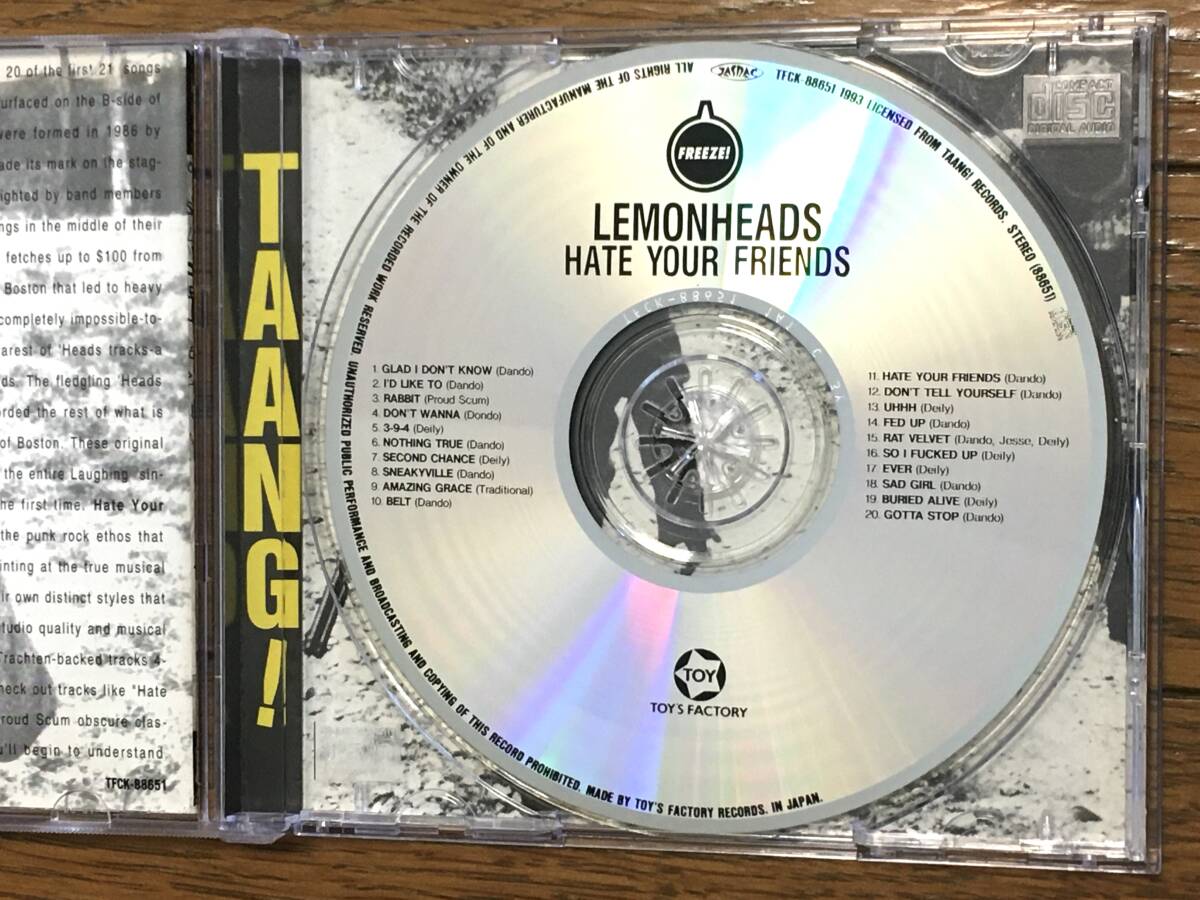 20 of the first 21 songs
urfaced on the B-side of
were formed in 1986 by
ade its mark on the stag-
ighted by band members
ngs in the middle of their
fetches up to $100 from
Boston that led to heavy
completely impossible-to-
arest of 'Heads tracks-a
ds. The fledgling 'Heads
orded the rest of what is
of Boston. These original
the entire Laughing sin-
he first time. Hate Your
the punk rock ethos that
inting at the true musical
ir own distinct styles that
tudio quality and musical
Trachten-backed tracks 4-
heck out tracks like "Hate
roud Scum obscure clas-
u'll begin to understand
TFCK-88651
TAANG!
COMPACT
DISC
DIGITAL AUDIO
JASRAC
TFCK-88651 1993 LICENSED FROM TAANG! RECORDS. STEREO (88651)
FREEZE!
LEMONHEADS
HATE YOUR FRIENDS
TFCK-88651 1A1
1. GLAD I DON'T KNOW (Dando)
2. I'D LIKE TO (Dando)
3. RABBIT (Proud Scum)
4. DON'T WANNA (Dondo)
5. 3-9-4 (Deily)
6. NOTHING TRUE (Dando)
7. SECOND CHANCE (Deily)
8. SNEAKYVILLE (Dando)
9. AMAZING GRACE (Traditional)
10. BELT (Dando)
11. HATE YOUR FRIENDS (Dando)
12. DON'T TELL YOURSELF (Dando)
13. UHHH (Deily)
14. FED UP (Dando)
15. RAT VELVET (Dando, Jesse, Deily)
16. SO I FUCKED UP (Deily)
17. EVER (Deily)
18. SAD GIRL (Dando)
19. BURIED ALIVE (Deily)
20. GOTTA STOP (Dando)
TOY
TOY'S FACTORY
ALL RIGHTS OF THE MANUFACTURER AND OF THE OWNER OF THE RECORDED WORK RESERVED. UNAUTHORIZED PUBLIC PERFORMANCE AND BROADCASTING AND COPYING OF THIS RECORD PROHIBITED. MADE BY TOY'S FACTORY RECORDS. IN JAPAN.